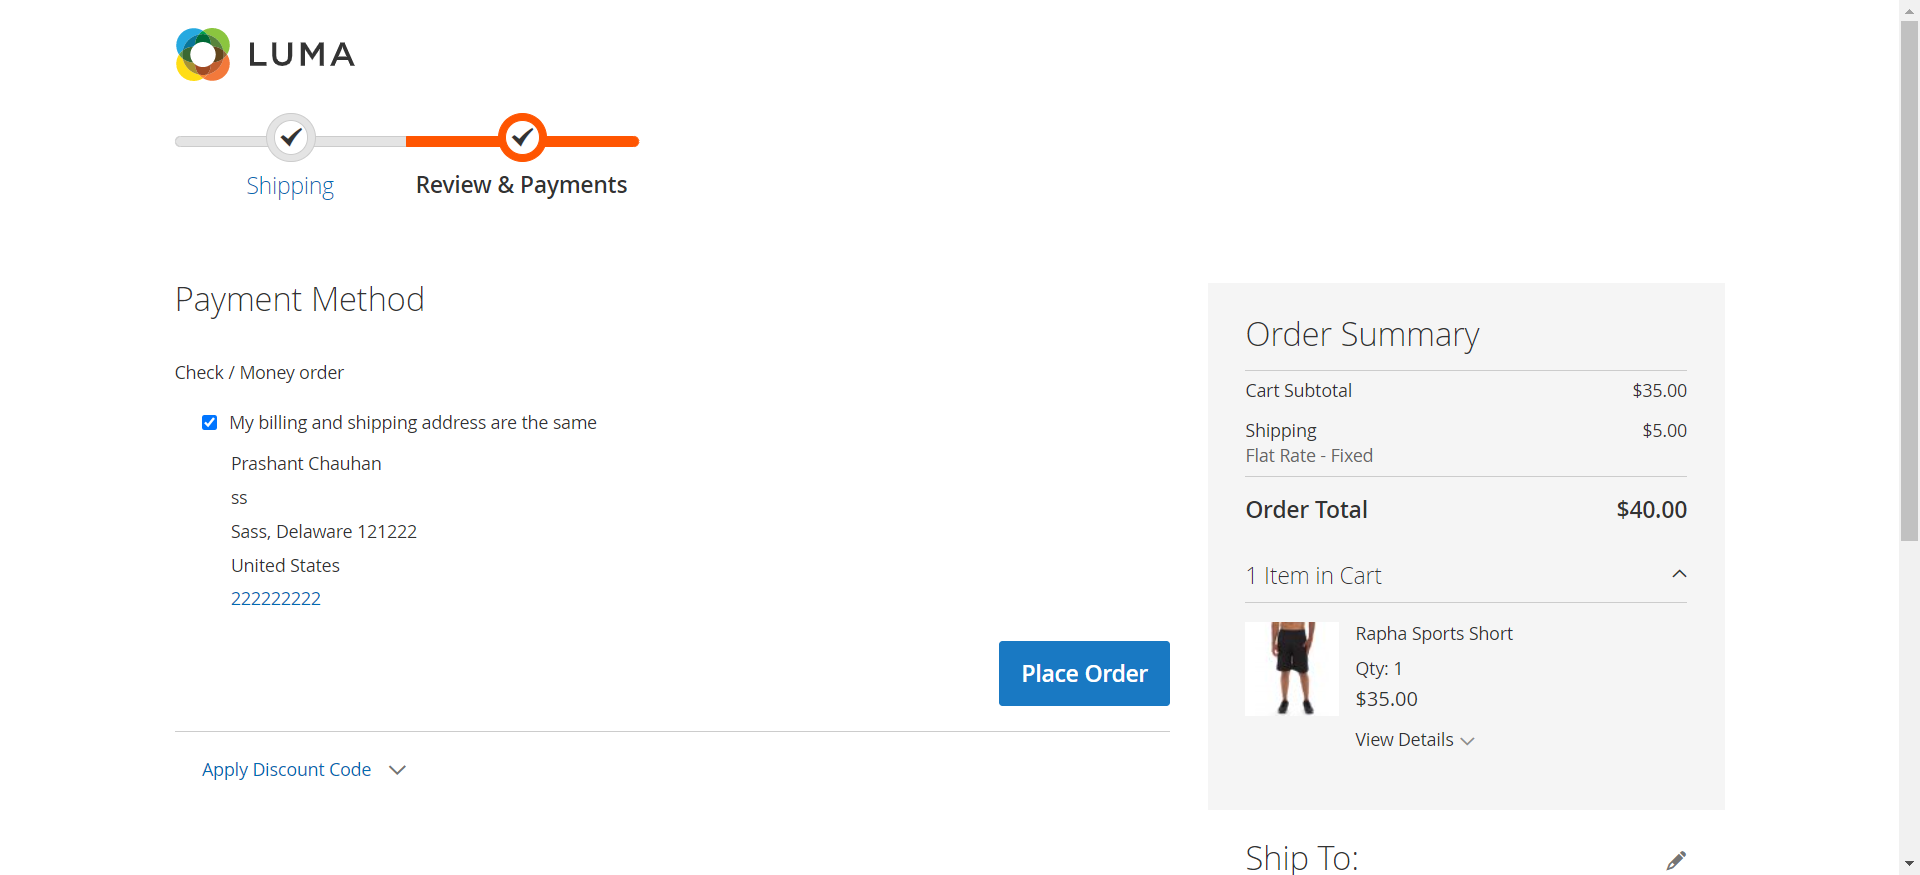 LUMA
Shipping
Review & Payments
Payment Method
Check / Money order
My billing and shipping address are the same
Prashant Chauhan
ss
Sass, Delaware 121222
United States
222222222
Place Order
Apply Discount Code
Order Summary
Cart Subtotal $35.00
Shipping $5.00
Flat Rate - Fixed
Order Total $40.00
1 Item in Cart
Rapha Sports Short
Qty: 1
$35.00
View Details
Ship To: